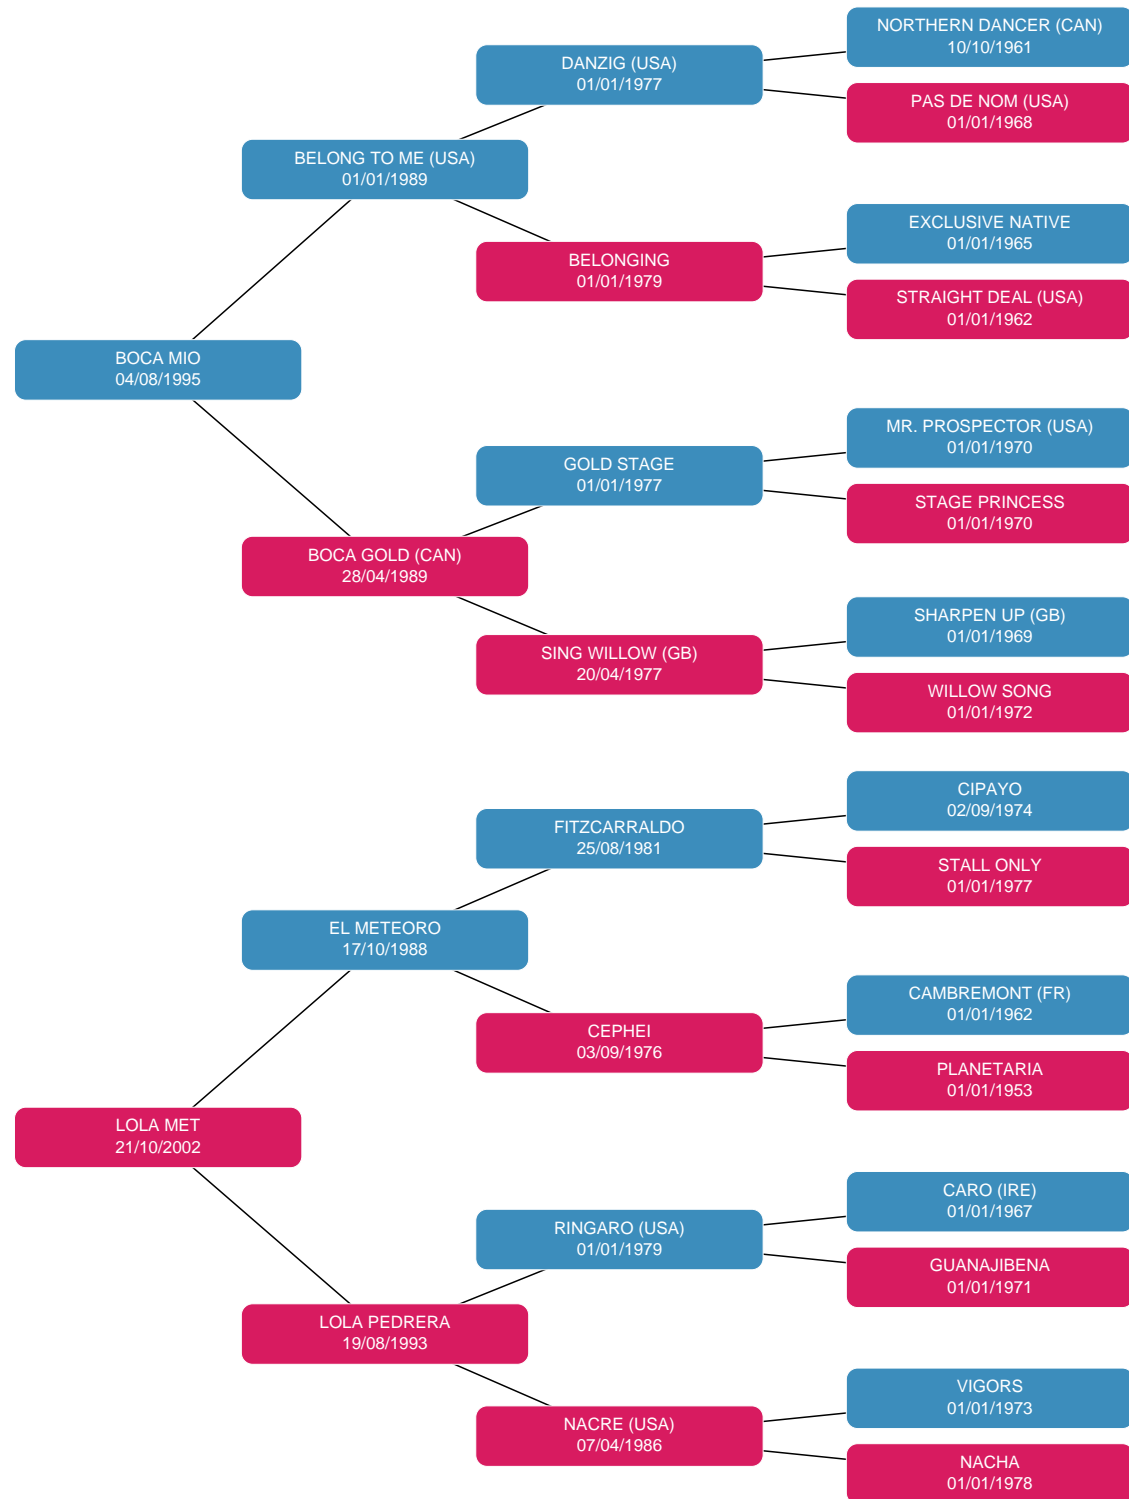 NORTHERN DANCER (CAN)
10/10/1961
DANZIG (USA)
01/01/1977
PAS DE NOM (USA)
01/01/1968
BELONG TO ME (USA)
01/01/1989
EXCLUSIVE NATIVE
01/01/1965
BELONGING
01/01/1979
STRAIGHT DEAL (USA)
01/01/1962
BOCA MIO
04/08/1995
MR. PROSPECTOR (USA)
01/01/1970
GOLD STAGE
01/01/1977
STAGE PRINCESS
01/01/1970
BOCA GOLD (CAN)
28/04/1989
SHARPEN UP (GB)
01/01/1969
SING WILLOW (GB)
20/04/1977
WILLOW SONG
01/01/1972
CIPAYO
02/09/1974
FITZCARRALDO
25/08/1981
STALL ONLY
01/01/1977
EL METEORO
17/10/1988
CAMBREMONT (FR)
01/01/1962
CEPHEI
03/09/1976
PLANETARIA
01/01/1953
LOLA MET
21/10/2002
CARO (IRE)
01/01/1967
RINGARO (USA)
01/01/1979
GUANAJIBENA
01/01/1971
LOLA PEDRERA
19/08/1993
VIGORS
01/01/1973
NACRE (USA)
07/04/1986
NACHA
01/01/1978